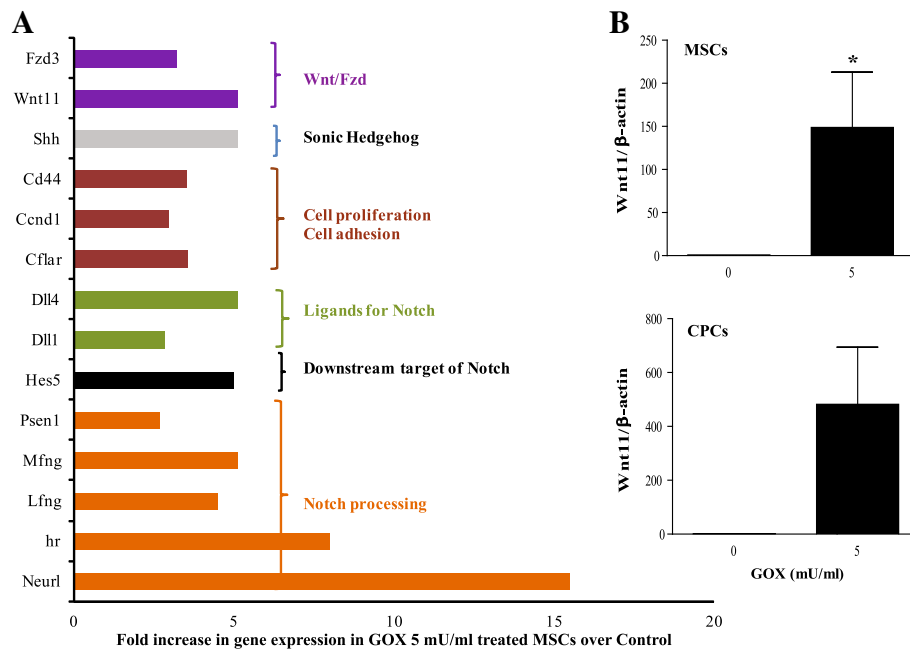 A
Fzd3
Wnt11
Shh
Cd44
Ccnd1
Cflar
Dll4
Dll1
Hes5
Psen1
Mfng
Lfng
hr
Neurl
Wnt/Fzd
Sonic Hedgehog
Cell proliferation
Cell adhesion
Ligands for Notch
Downstream target of Notch
Notch processing
0 5 10 15 20
Fold increase in gene expression in GOX 5 mU/ml treated MSCs over Control
B
MSCs
*
Wnt11/β-actin
250
200
150
100
50
0
0 5
CPCs
Wnt11/β-actin
800
600
400
200
0
0 5
GOX (mU/ml)